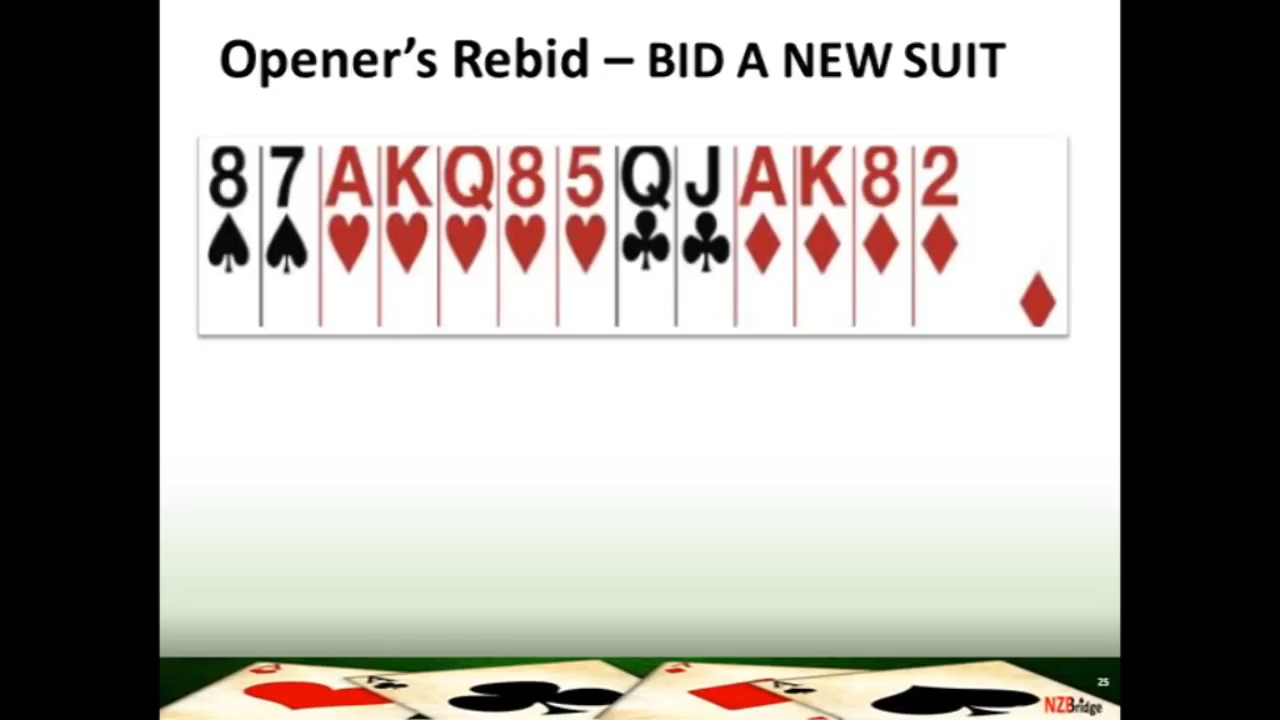 Opener's Rebid – BID A NEW SUIT
8 7 A K Q 8 5 Q J A K 8 2
25
NZBridge